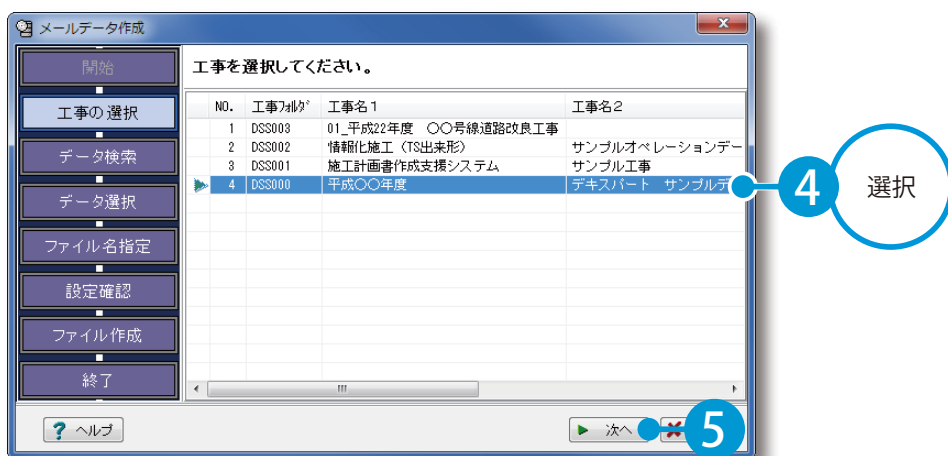 メールデータ作成
開始
工事の選択
データ検索
データ選択
ファイル名指定
設定確認
ファイル作成
終了
工事を選択してください。
NO. 工事ﾌｫﾙﾀﾞ 工事名1 工事名2
1 DSS003 01_平成22年度 〇〇号線道路改良工事
2 DSS002 情報化施工（TS出来形） サンプルオペレーションデー
3 DSS001 施工計画書作成支援システム サンプル工事
4 DSS000 平成〇〇年度 デキスパート サンプルデ
4 選択
? ヘルプ
次へ
5